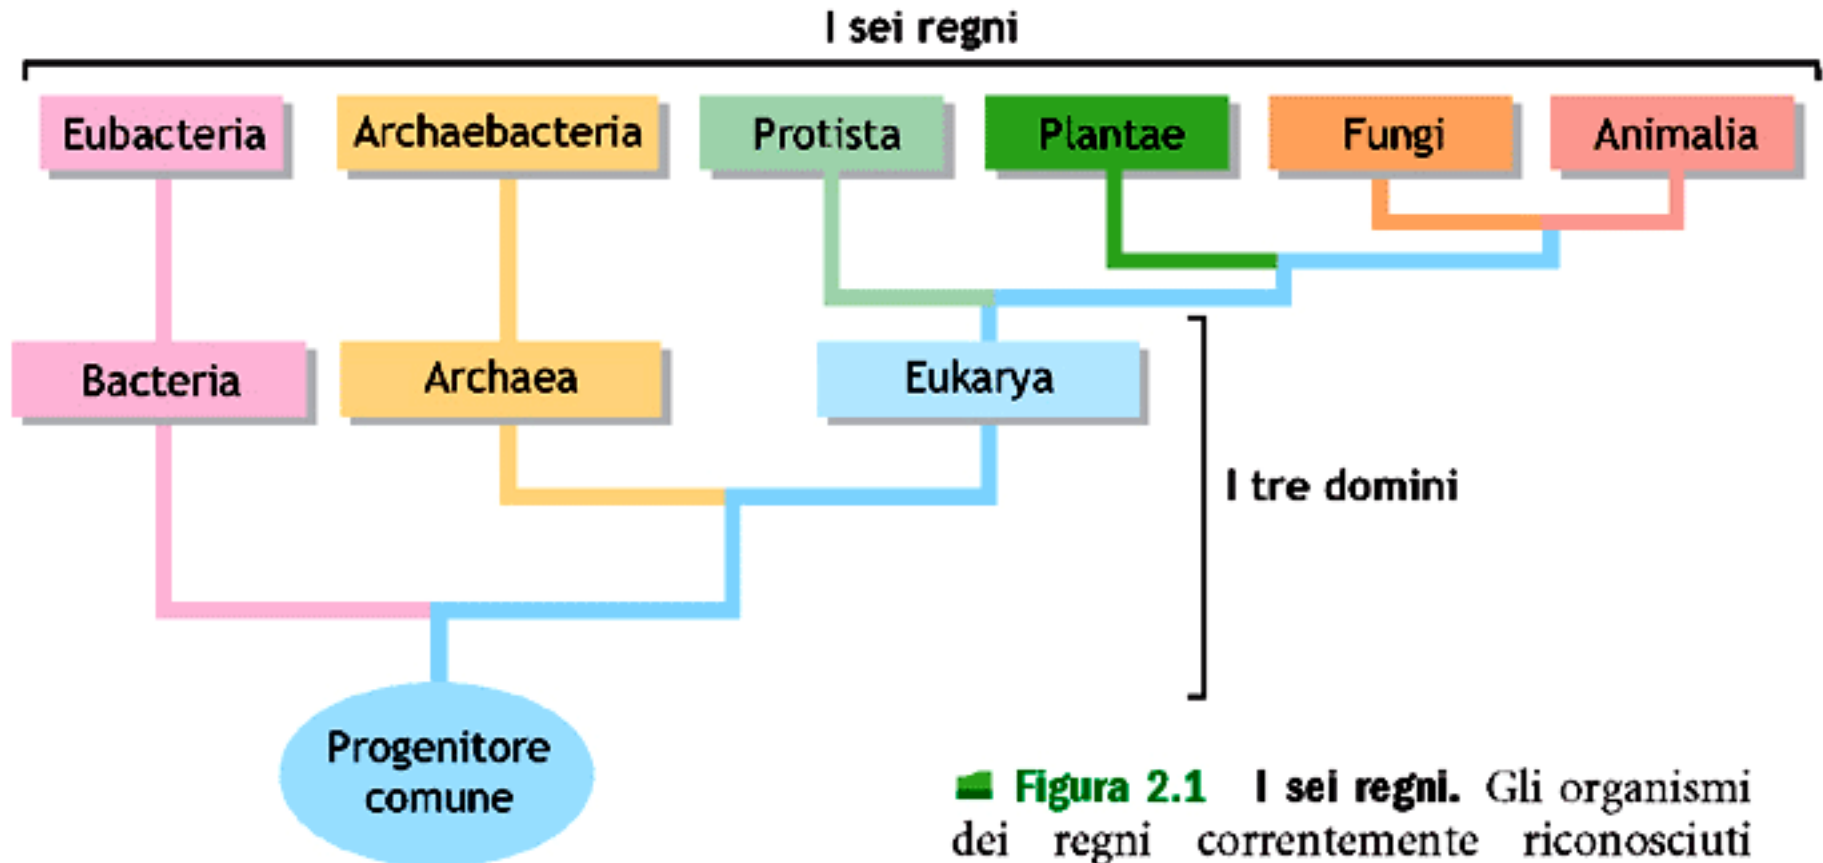 I sei regni
Eubacteria
Archaebacteria
Protista
Plantae
Fungi
Animalia
Bacteria
Archaea
Eukarya
I tre domini
Progenitore
comune
Figura 2.1 I sei regni. Gli organismi
dei regni correntemente riconosciuti